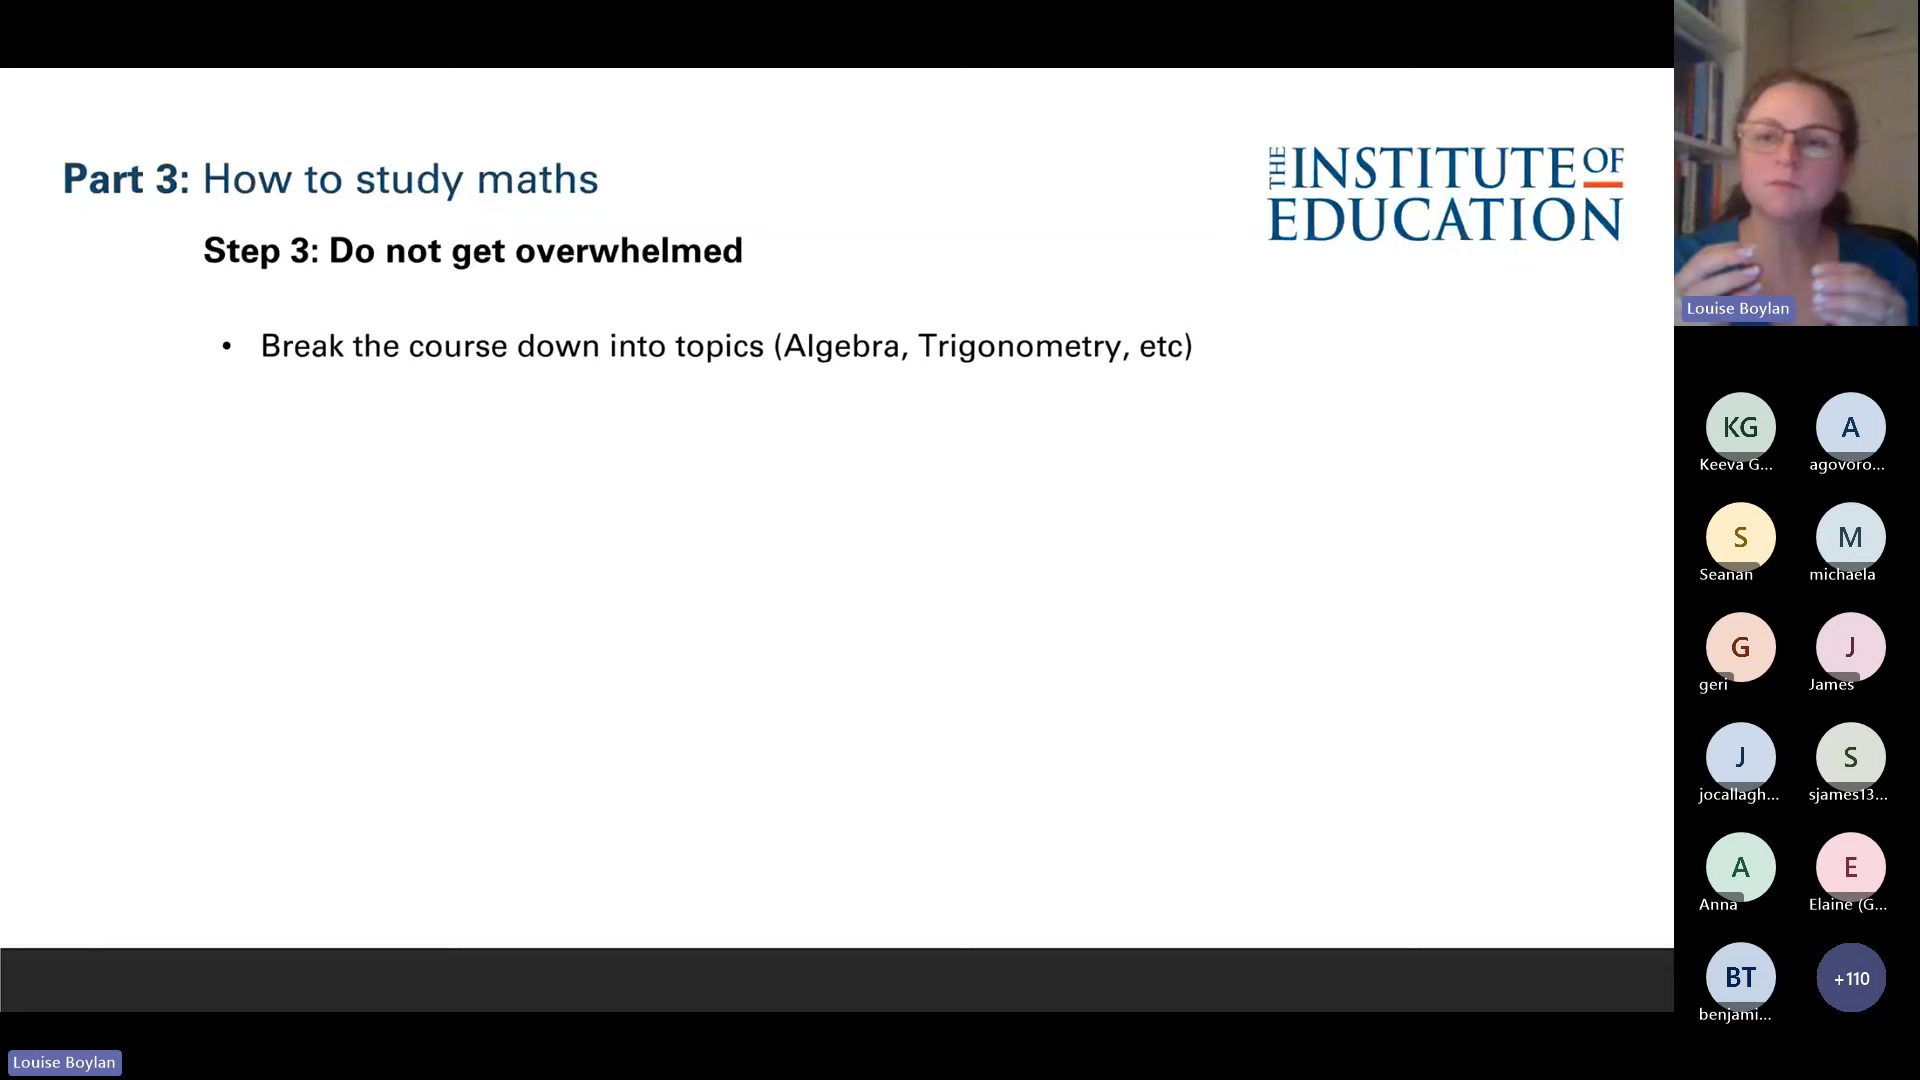 Part 3: How to study maths
THE INSTITUTE OF
EDUCATION
Step 3: Do not get overwhelmed
• Break the course down into topics (Algebra, Trigonometry, etc)
Louise Boylan
KG
Keeva G...
A
agovoro...
S
Seanan
M
michaela
G
geri
J
James
J
jocallagh...
S
sjames13...
A
Anna
E
Elaine (G...
BT
benjami...
+110
Louise Boylan